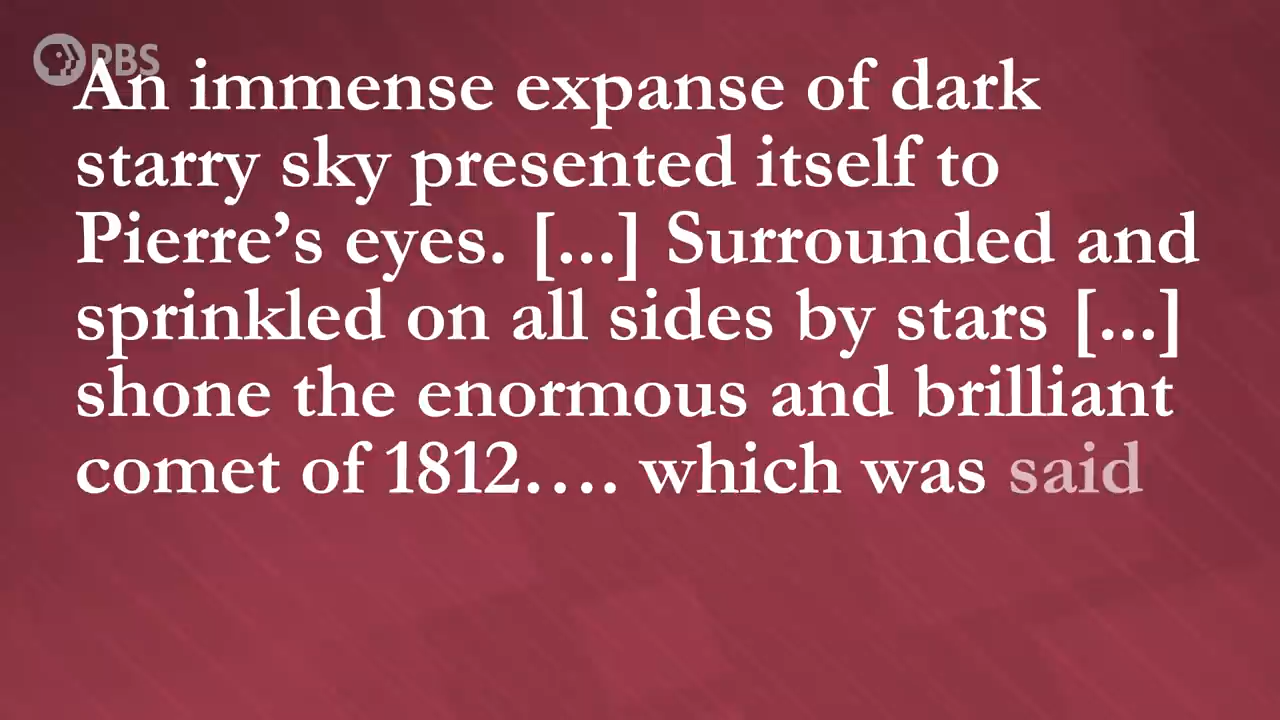 PBS
An immense expanse of dark
starry sky presented itself to
Pierre’s eyes. [...] Surrounded and
sprinkled on all sides by stars [...]
shone the enormous and brilliant
comet of 1812.... which was said